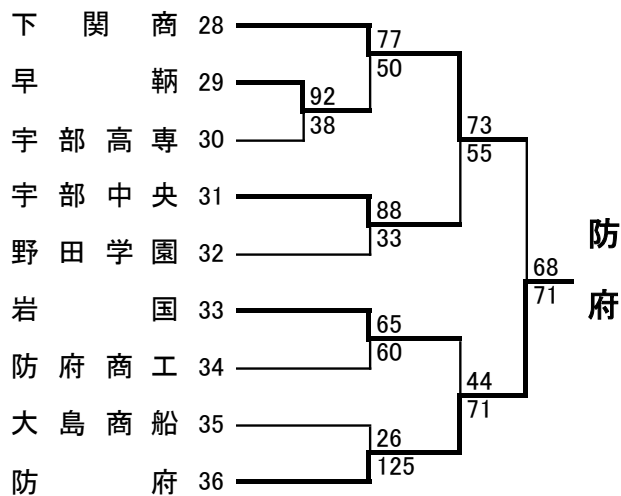 下関商 28
早鞆 29
宇部高専 30
宇部中央 31
野田学園 32
岩国 33
防府商工 34
大島商船 35
防府 36
77
50
92
38
88
33
65
60
26
125
73
55
44
71
68
71
防府